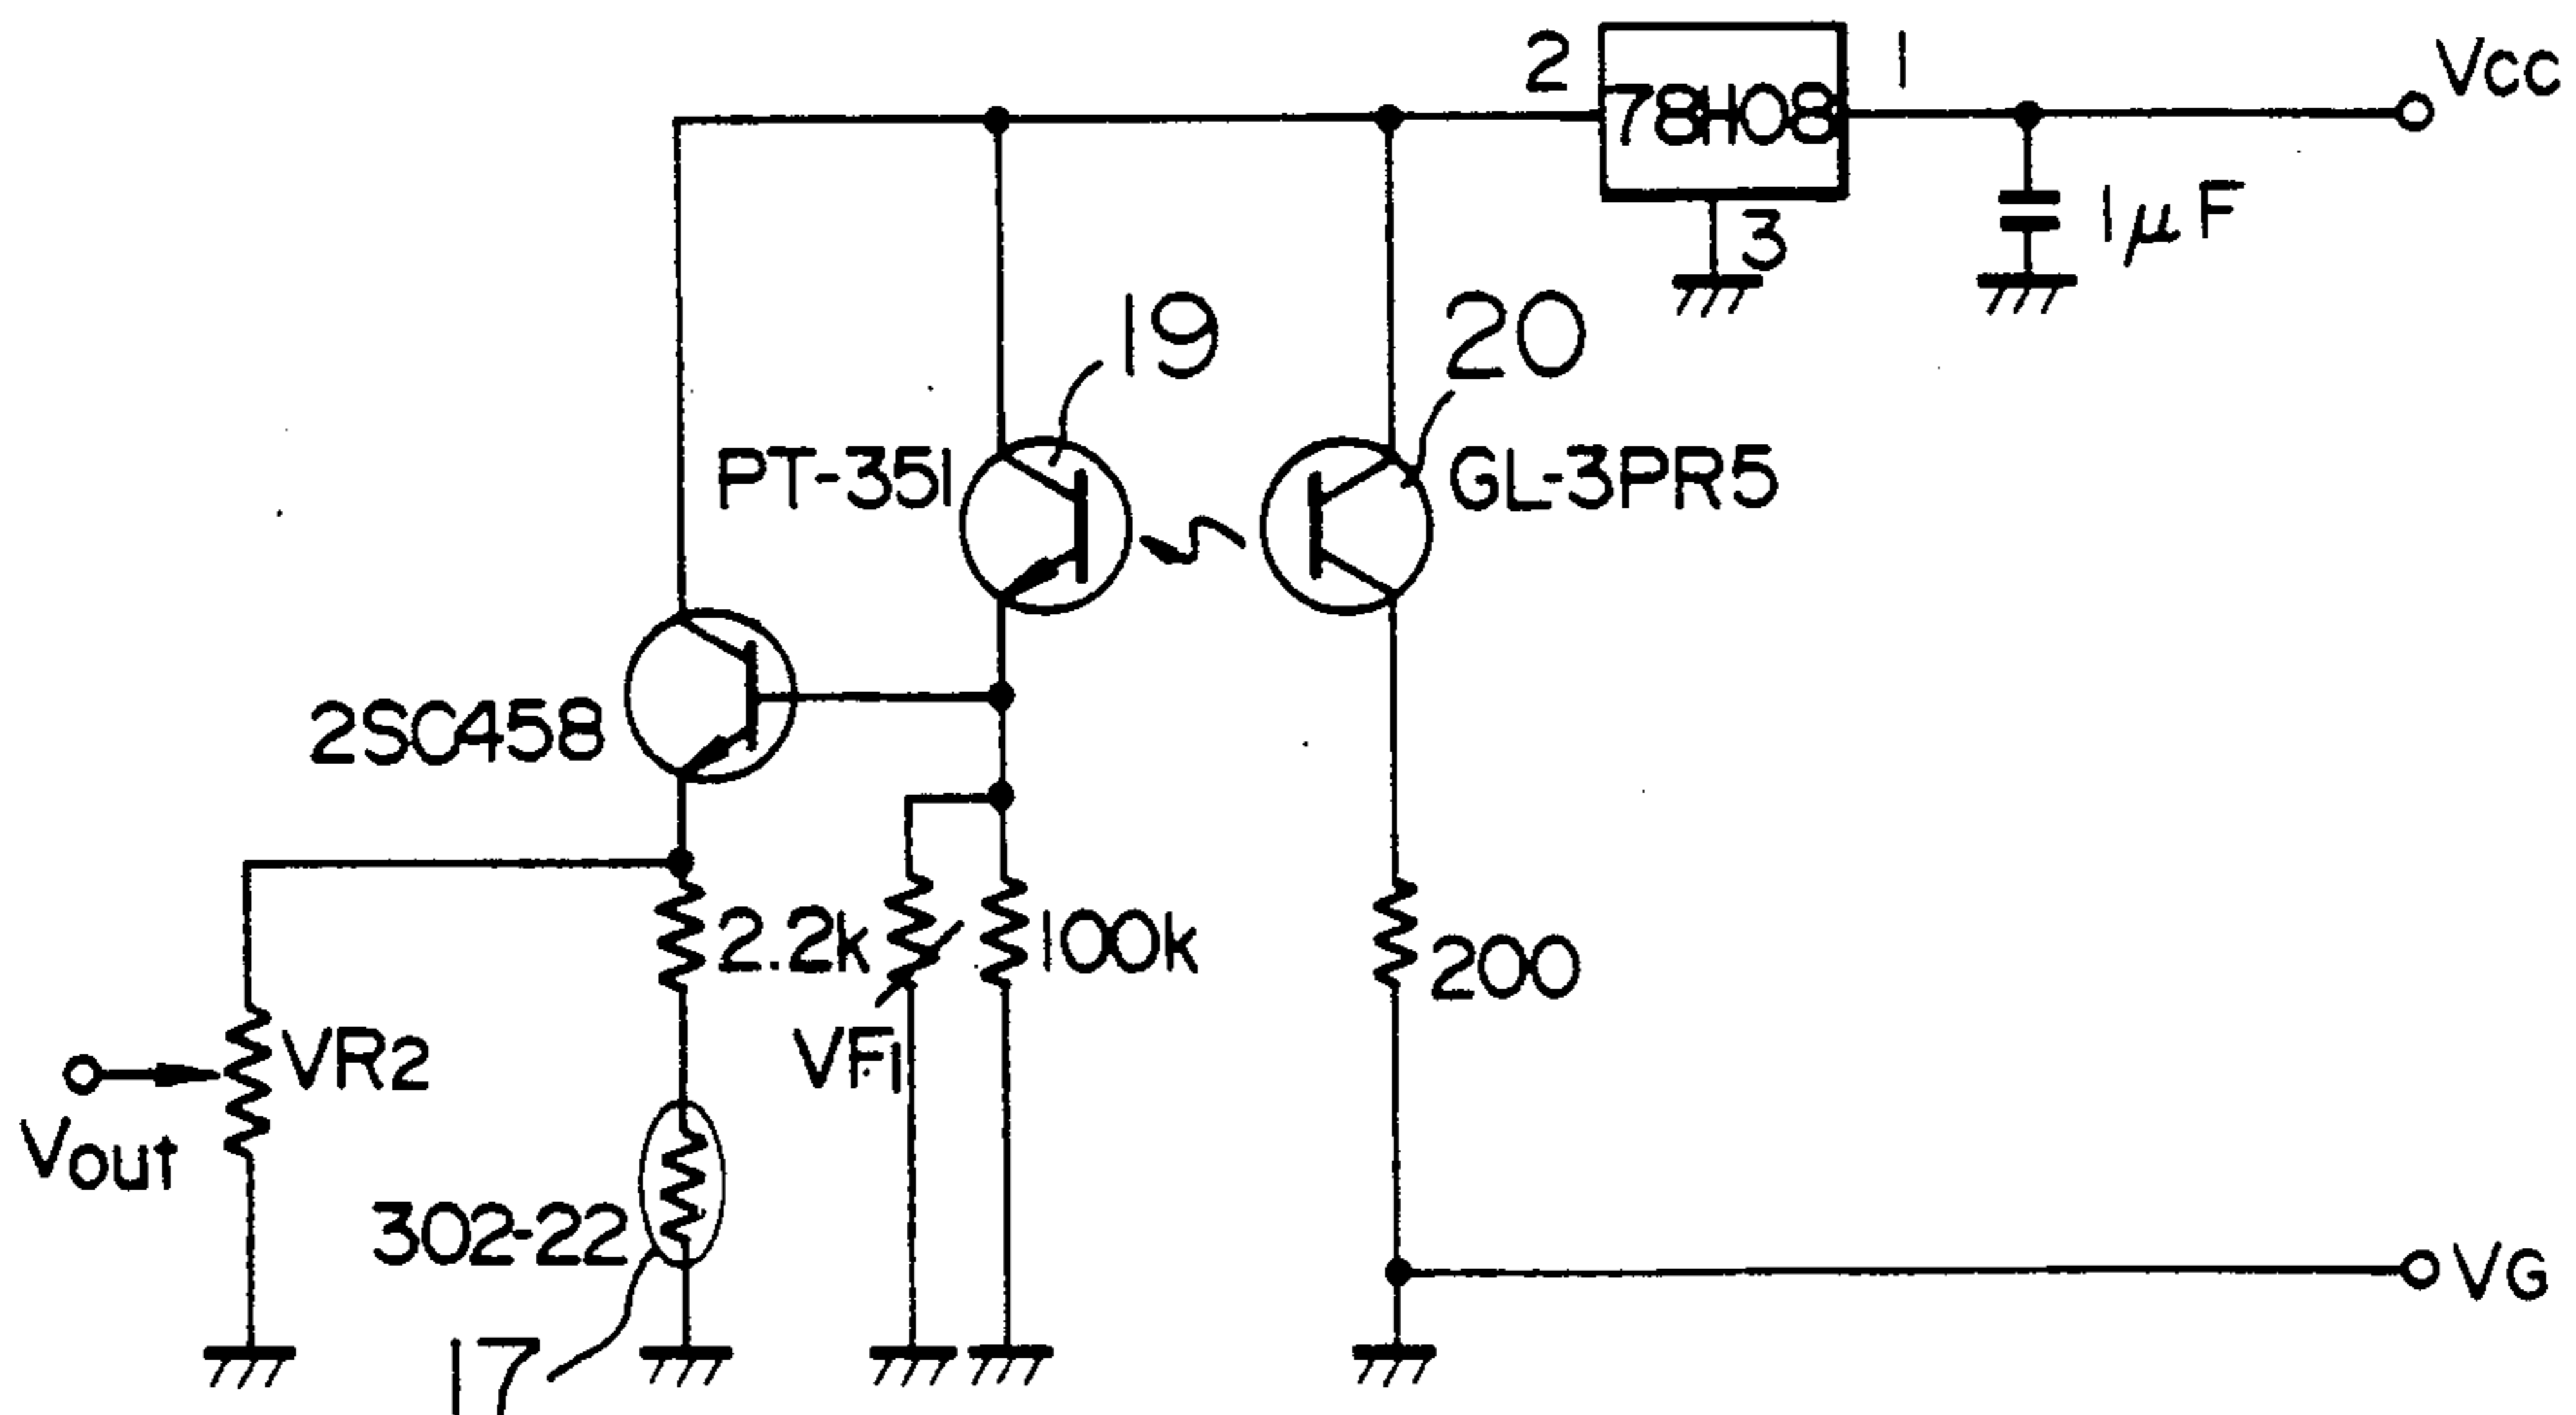 2
78H08
1
Vcc
3
1μF
19
20
PT-351
GL-3PR5
2SC458
2.2k
100k
200
VR2
VF1
Vout
302-22
VG
17